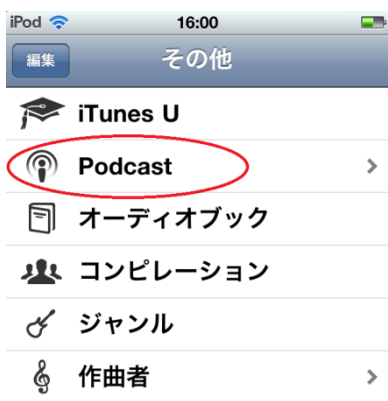 iPod 16:00
編集 その他
iTunes U
Podcast
オーディオブック
コンピレーション
ジャンル
作曲者